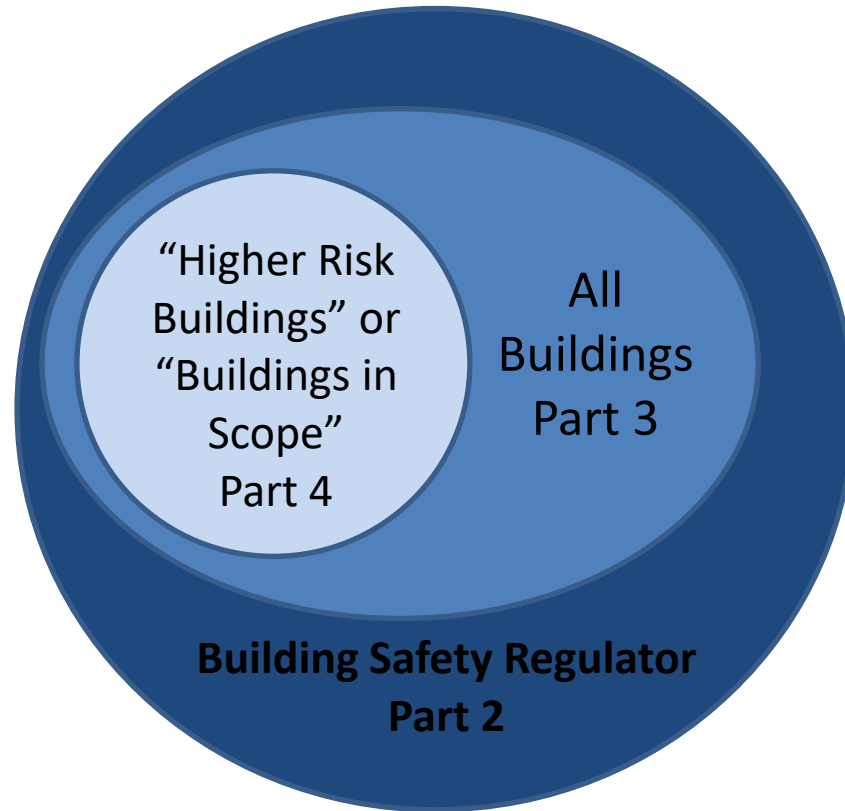 “Higher Risk
Buildings” or
“Buildings in
Scope”
Part 4
All
Buildings
Part 3
Building Safety Regulator
Part 2